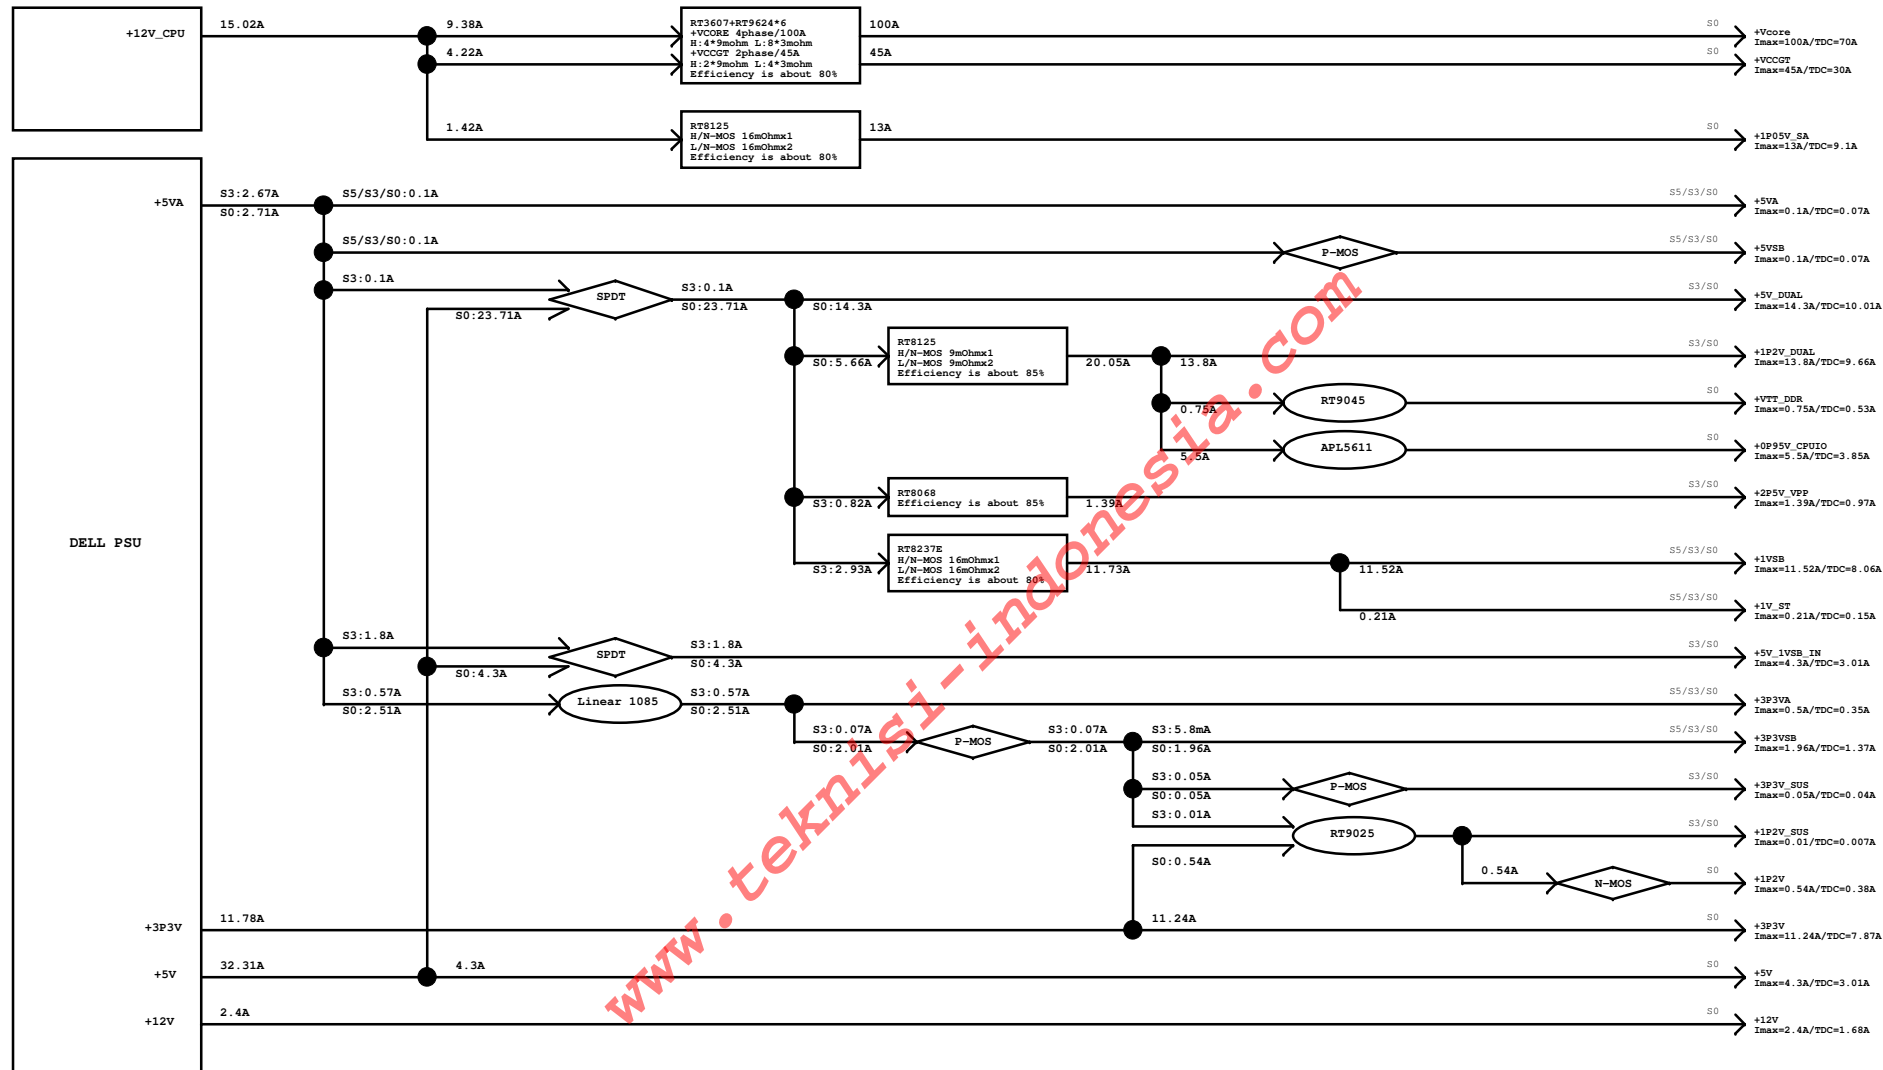 +12V_CPU
15.02A
9.38A
4.22A
RT3607+RT9624*6
+VCORE 4phase/100A
H:4*9mohm L:8*3mohm
+VCCGT 2phase/45A
H:2*9mohm L:4*3mohm
Efficiency is about 80%
100A
45A
S0
+Vcore
Imax=100A/TDC=70A
S0
+VCCGT
Imax=45A/TDC=30A
1.42A
RT8125
H/N-MOS 16mOhmx1
L/N-MOS 16mOhmx2
Efficiency is about 80%
13A
S0
+1P05V_SA
Imax=13A/TDC=9.1A
DELL PSU
+5VA
S3:2.67A
S0:2.71A
S5/S3/S0:0.1A
S5/S3/S0
+5VA
Imax=0.1A/TDC=0.07A
S5/S3/S0:0.1A
P-MOS
S5/S3/S0
+5VSB
Imax=0.1A/TDC=0.07A
S3:0.1A
S0:23.71A
SPDT
S3:0.1A
S0:23.71A
S0:14.3A
S3/S0
+5V_DUAL
Imax=14.3A/TDC=10.01A
S0:5.66A
RT8125
H/N-MOS 9mOhmx1
L/N-MOS 9mOhmx2
Efficiency is about 85%
20.05A
13.8A
S3/S0
+1P2V_DUAL
Imax=13.8A/TDC=9.66A
0.75A
RT9045
S0
+VTT_DDR
Imax=0.75A/TDC=0.53A
5.5A
APL5611
S0
+0P95V_CPUIO
Imax=5.5A/TDC=3.85A
S3:0.82A
RT8068
Efficiency is about 85%
1.39A
S3/S0
+2P5V_VPP
Imax=1.39A/TDC=0.97A
S3:2.93A
RT8237E
H/N-MOS 16mOhmx1
L/N-MOS 16mOhmx2
Efficiency is about 80%
11.73A
11.52A
S5/S3/S0
+1VSB
Imax=11.52A/TDC=8.06A
0.21A
S5/S3/S0
+1V_ST
Imax=0.21A/TDC=0.15A
S3:1.8A
S0:4.3A
SPDT
S3:1.8A
S0:4.3A
S3/S0
+5V_1VSB_IN
Imax=4.3A/TDC=3.01A
S3:0.57A
S0:2.51A
Linear 1085
S3:0.57A
S0:2.51A
S5/S3/S0
+3P3VA
Imax=0.5A/TDC=0.35A
S3:0.07A
S0:2.01A
P-MOS
S3:0.07A
S0:2.01A
S3:5.8mA
S0:1.96A
S5/S3/S0
+3P3VSB
Imax=1.96A/TDC=1.37A
S3:0.05A
S0:0.05A
P-MOS
S3/S0
+3P3V_SUS
Imax=0.05A/TDC=0.04A
S3:0.01A
S0:0.54A
RT9025
S3/S0
+1P2V_SUS
Imax=0.01/TDC=0.007A
0.54A
N-MOS
S0
+1P2V
Imax=0.54A/TDC=0.38A
+3P3V
11.78A
11.24A
S0
+3P3V
Imax=11.24A/TDC=7.87A
+5V
32.31A
4.3A
S0
+5V
Imax=4.3A/TDC=3.01A
+12V
2.4A
S0
+12V
Imax=2.4A/TDC=1.68A
www.teknisi-indonesia.com